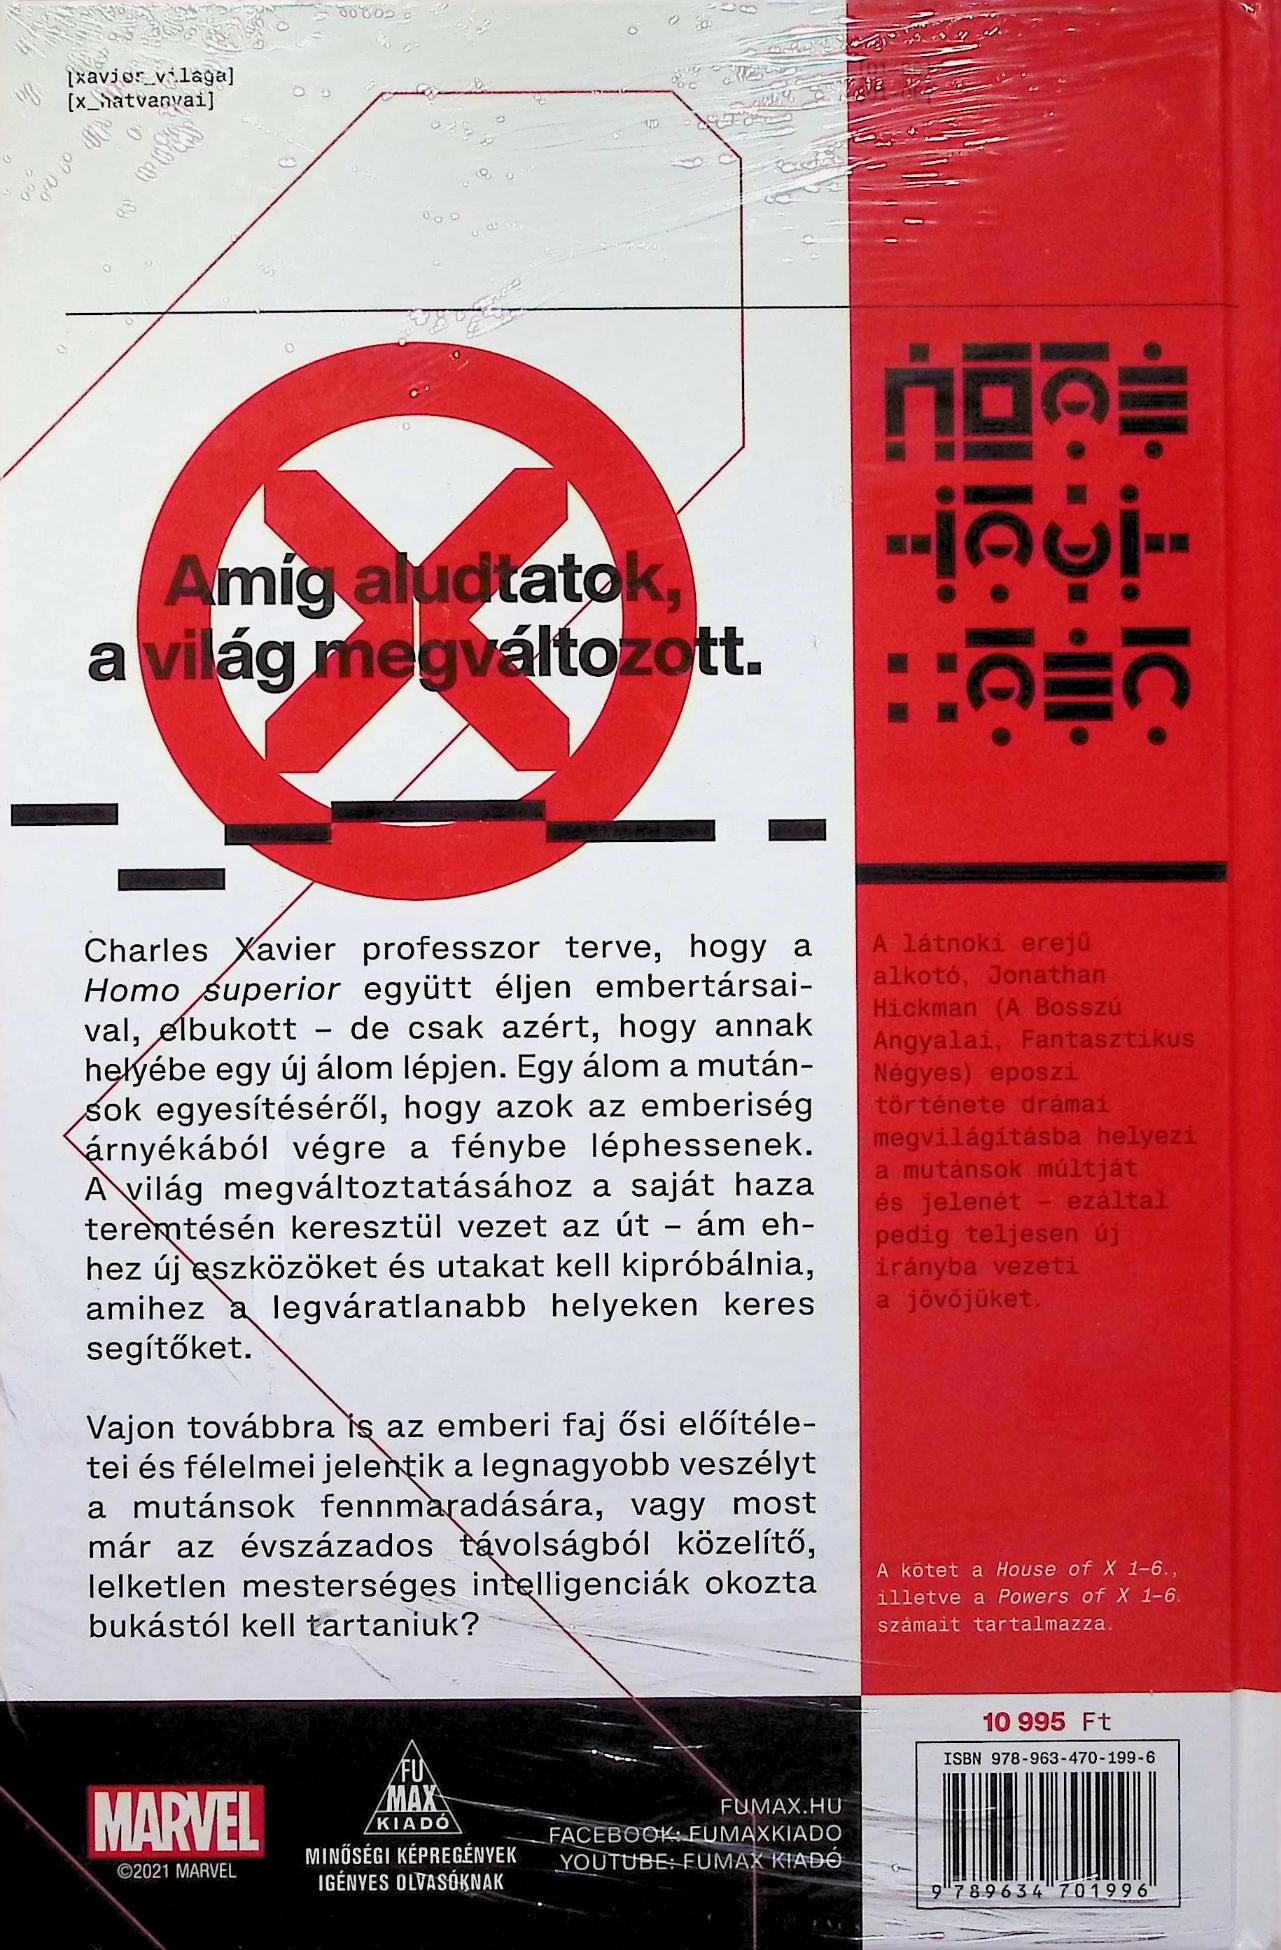 [xavior_világa]
[x_hatványai]
Amíg aludtatok,
a világ megváltozott.
Charles Xavier professzor terve, hogy a
Homo superior együtt éljen embertársai-
val, elbukott – de csak azért, hogy annak
helyébe egy új álom lépjen. Egy álom a mután-
sok egyesítéséről, hogy azok az emberiség
árnyékából végre a fénybe léphessenek.
A világ megváltoztatásához a saját haza
teremtésén keresztül vezet az út – ám eh-
hez új eszközöket és utakat kell kipróbálnia,
amihez a legváratlanabb helyeken keres
segítőket.
Vajon továbbra is az emberi faj ősi előítéle-
tei és félelmei jelentik a legnagyobb veszélyt
a mutánsok fennmaradására, vagy most
már az évszázados távolságból közelítő,
lelketlen mesterséges intelligenciák okozta
bukástól kell tartaniuk?
A látnoki erejű
alkotó, Jonathan
Hickman (A Bosszú
Angyalai, Fantasztikus
Négyes) eposzi
története drámai
megvilágításba helyezi
a mutánsok múltját
és jelenét – ezáltal
pedig teljesen új
irányba vezeti
a jövőjüket.
A kötet a House of X 1–6.,
illetve a Powers of X 1–6.
számait tartalmazza.
10 995 Ft
ISBN 978-963-470-199-6
9 789634 701996
MARVEL
©2021 MARVEL
FU
MAX
KIADÓ
MINŐSÉGI KÉPREGÉNYEK
IGÉNYES OLVASÓKNAK
FUMAX.HU
FACEBOOK: FUMAXKIADO
YOUTUBE: FUMAX KIADÓ